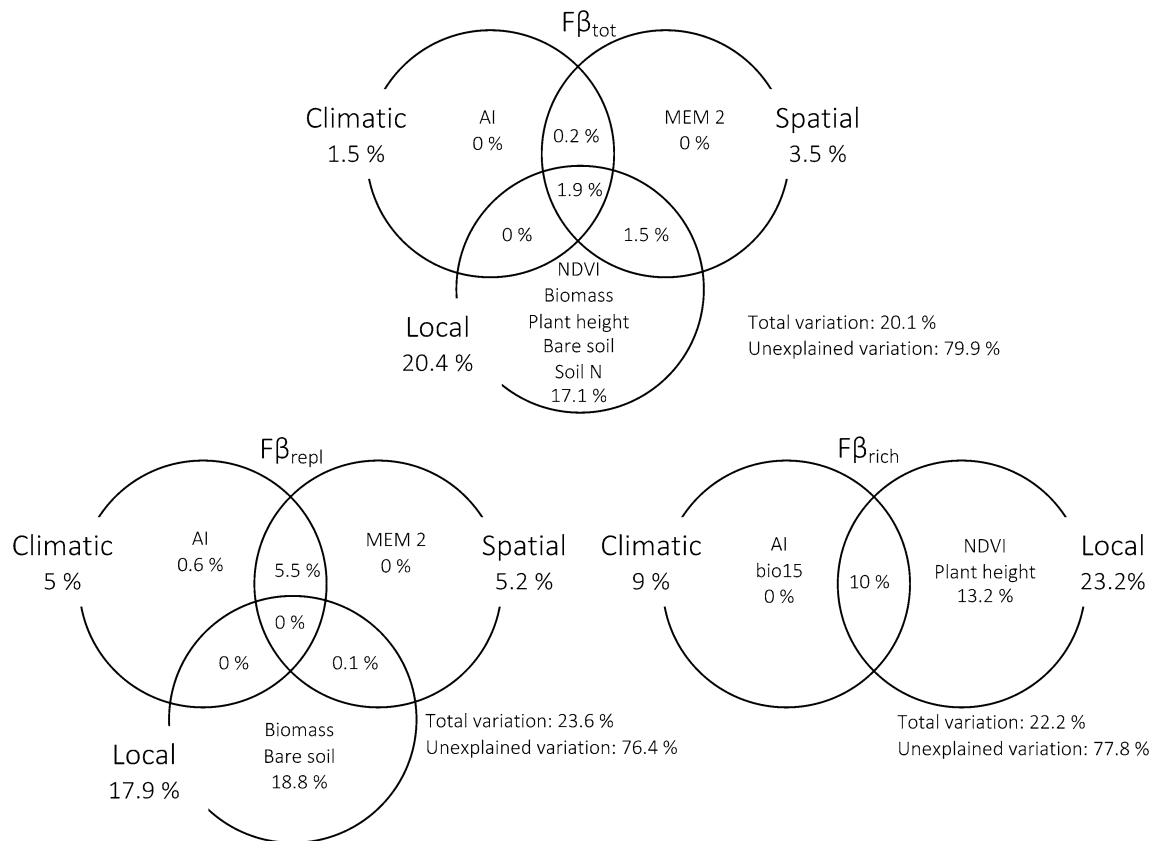 Fβtot
Climatic
1.5 %
AI
0 %
0.2 %
MEM 2
0 %
Spatial
3.5 %
1.9 %
0 %
1.5 %
Local
20.4 %
NDVI
Biomass
Plant height
Bare soil
Soil N
17.1 %
Total variation: 20.1 %
Unexplained variation: 79.9 %
Fβrepl
Climatic
5 %
AI
0.6 %
5.5 %
MEM 2
0 %
Spatial
5.2 %
0 %
0 %
0.1 %
Local
17.9 %
Biomass
Bare soil
18.8 %
Total variation: 23.6 %
Unexplained variation: 76.4 %
Fβrich
Climatic
9 %
AI
bio15
0 %
10 %
NDVI
Plant height
13.2 %
Local
23.2%
Total variation: 22.2 %
Unexplained variation: 77.8 %